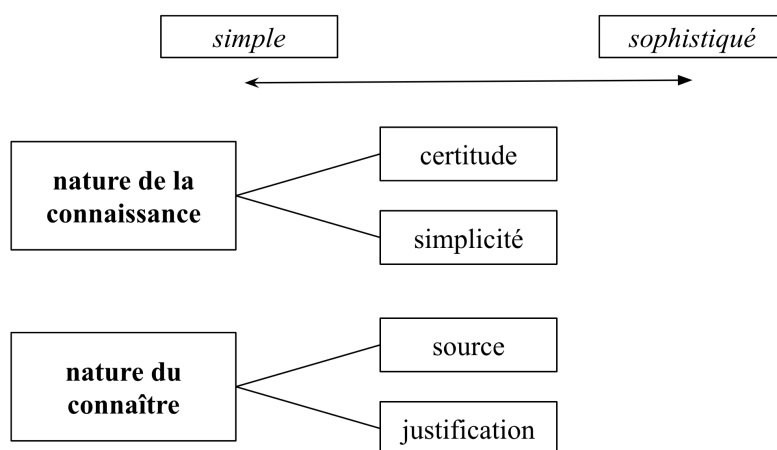 simple
sophistiqué
nature de la
connaissance
certitude
simplicité
nature du
connaître
source
justification